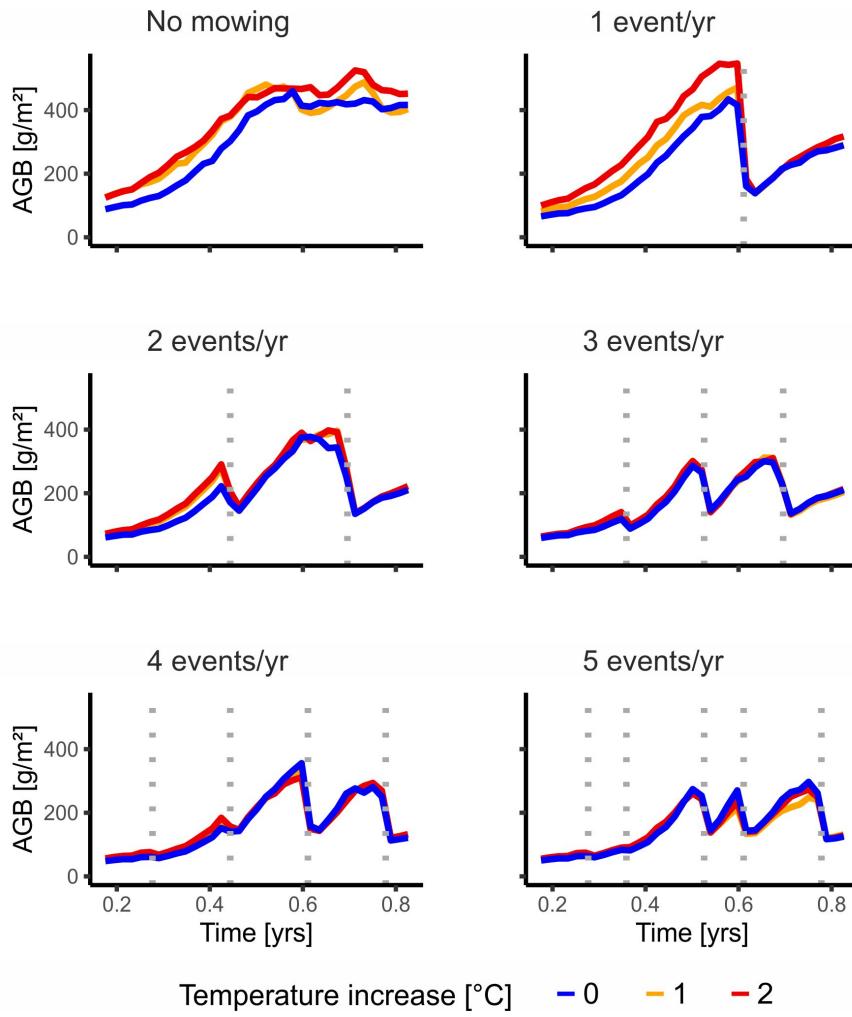 No mowing
1 event/yr
AGB [g/m²]
400
200
0
2 events/yr
3 events/yr
AGB [g/m²]
400
200
0
4 events/yr
5 events/yr
AGB [g/m²]
400
200
0
0.2 0.4 0.6 0.8
0.2 0.4 0.6 0.8
Time [yrs]
Time [yrs]
Temperature increase [°C] 0 1 2